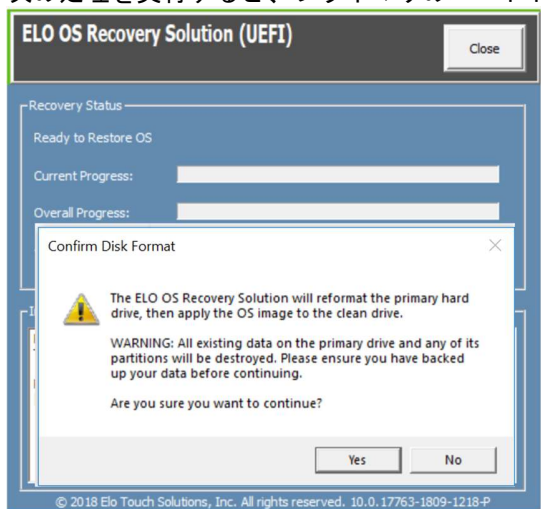 ELO OS Recovery Solution (UEFI)
Close
Recovery Status
Ready to Restore OS
Current Progress:
Overall Progress:
Confirm Disk Format
The ELO OS Recovery Solution will reformat the primary hard
drive, then apply the OS image to the clean drive.
WARNING: All existing data on the primary drive and any of its
partitions will be destroyed. Please ensure you have backed
up your data before continuing.
Are you sure you want to continue?
Yes
No
© 2018 Elo Touch Solutions, Inc. All rights reserved. 10.0.17763-1809-1218-P